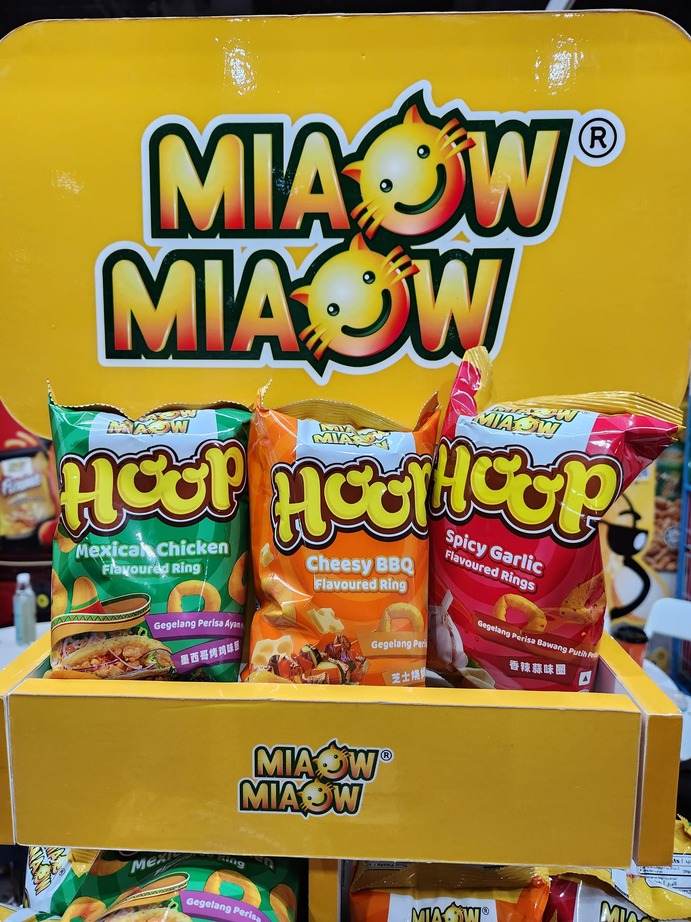 MIAOW ®
MIAOW
MIAOW
MIAOW
HOOP
Mexican Chicken
Flavoured Ring
Gegelang Perisa Ayam
墨西哥烤鸡味圈
MIAOW
MIAOW
HOOP
Cheesy BBQ
Flavoured Ring
Gegelang
芝士烧
MIAOW
MIAOW
HOOP
Spicy Garlic
Flavoured Rings
Gegelang Perisa Bawang Putih
香辣蒜味圈
MIAOW ®
MIAOW
MIAOW
Gegelang Perisa
MIAOW
MIAOW